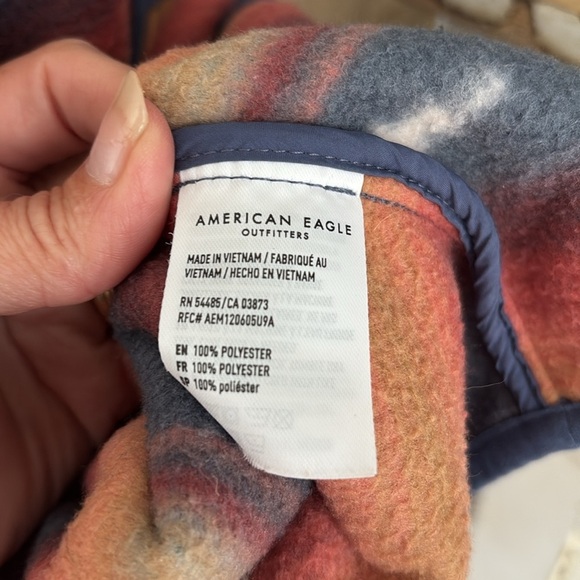 AMERICAN EAGLE
OUTFITTERS
MADE IN VIETNAM / FABRIQUÉ AU
VIETNAM / HECHO EN VIETNAM
RN 54485/CA 03873
RFC# AEM120605U9A
EN 100% POLYESTER
FR 100% POLYESTER
SP 100% poliéster